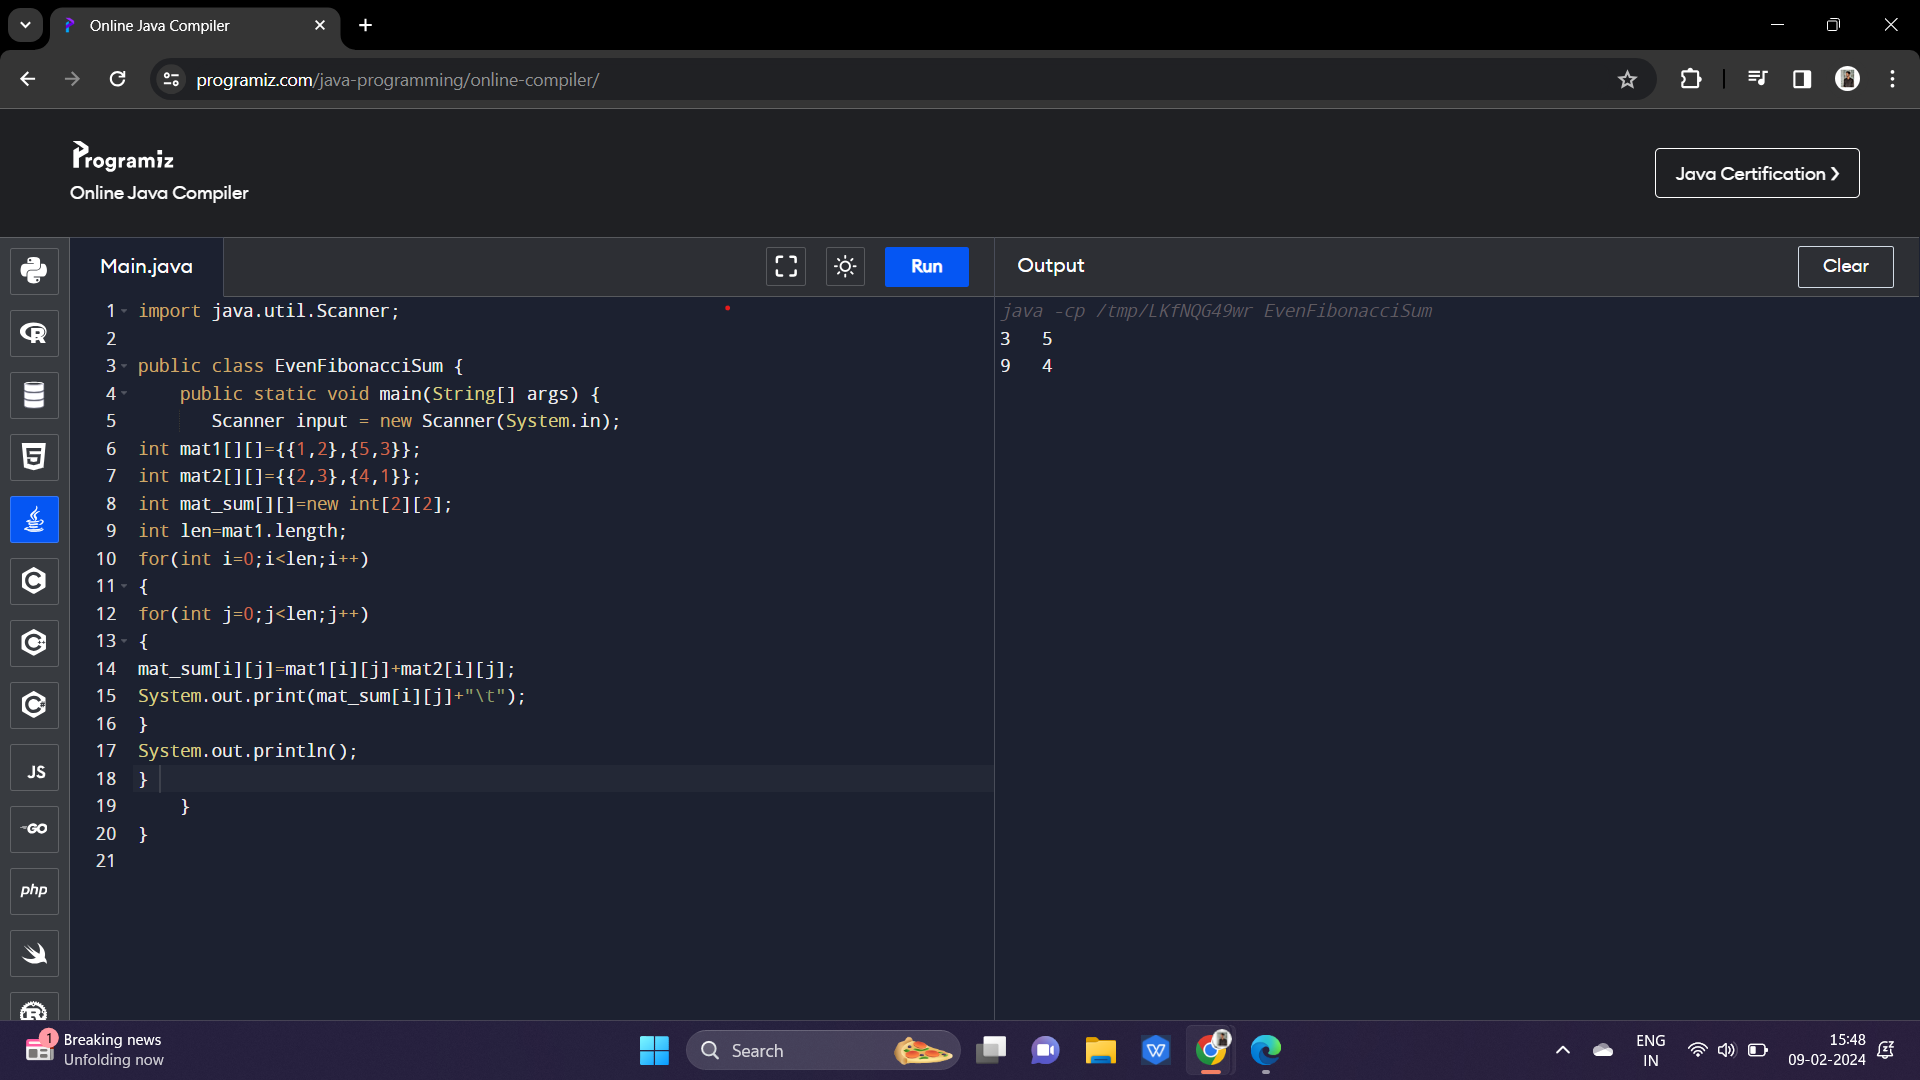 Online Java Compiler
programiz.com/java-programming/online-compiler/
Programiz
Online Java Compiler
Java Certification ❯
Main.java
Run
Output
Clear
1 import java.util.Scanner;
2
3 public class EvenFibonacciSum {
4     public static void main(String[] args) {
5        Scanner input = new Scanner(System.in);
6 int mat1[][]={{1,2},{5,3}};
7 int mat2[][]={{2,3},{4,1}};
8 int mat_sum[][]=new int[2][2];
9 int len=mat1.length;
10 for(int i=0;i<len;i++)
11 {
12 for(int j=0;j<len;j++)
13 {
14 mat_sum[i][j]=mat1[i][j]+mat2[i][j];
15 System.out.print(mat_sum[i][j]+"\t");
16 }
17 System.out.println();
18 }
19     }
20 }
21
java -cp /tmp/LKfNQG49wr EvenFibonacciSum
3   5
9   4
JS
GO
php
1
Breaking news
Unfolding now
Search
ENG
IN
15:48
09-02-2024